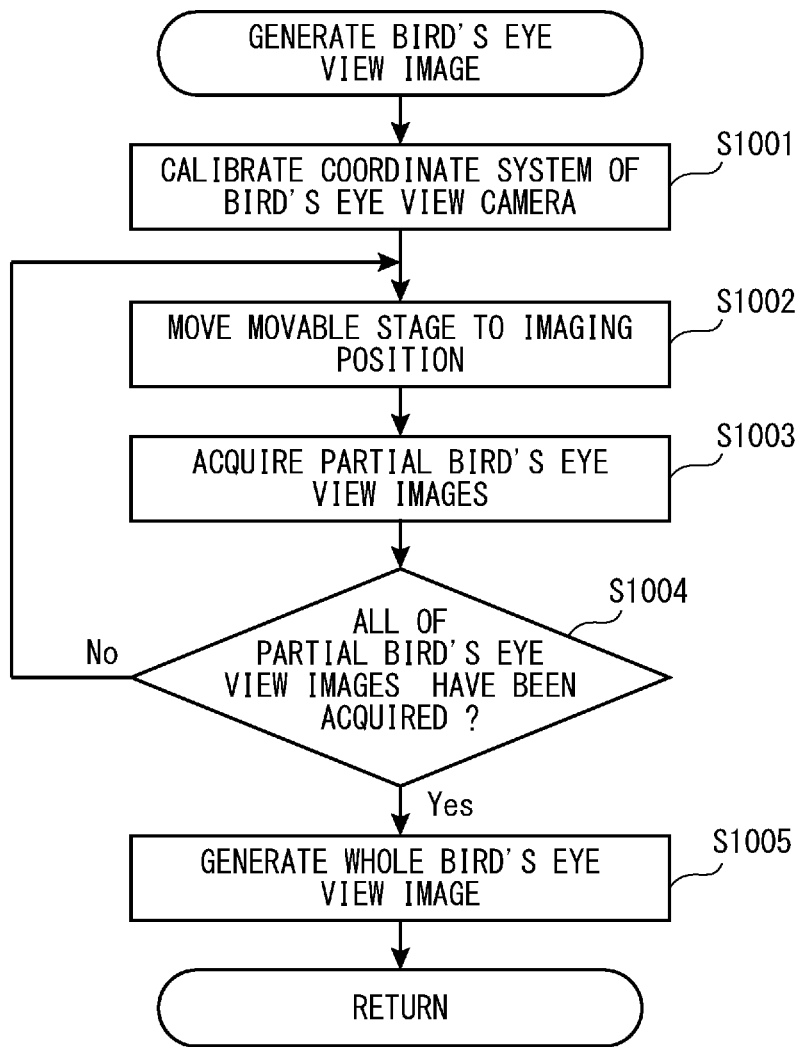 GENERATE BIRD'S EYE
VIEW IMAGE
S1001
CALIBRATE COORDINATE SYSTEM OF
BIRD'S EYE VIEW CAMERA
S1002
MOVE MOVABLE STAGE TO IMAGING
POSITION
S1003
ACQUIRE PARTIAL BIRD'S EYE
VIEW IMAGES
S1004
ALL OF
PARTIAL BIRD'S EYE
VIEW IMAGES HAVE BEEN
ACQUIRED ?
No
Yes
S1005
GENERATE WHOLE BIRD'S EYE
VIEW IMAGE
RETURN